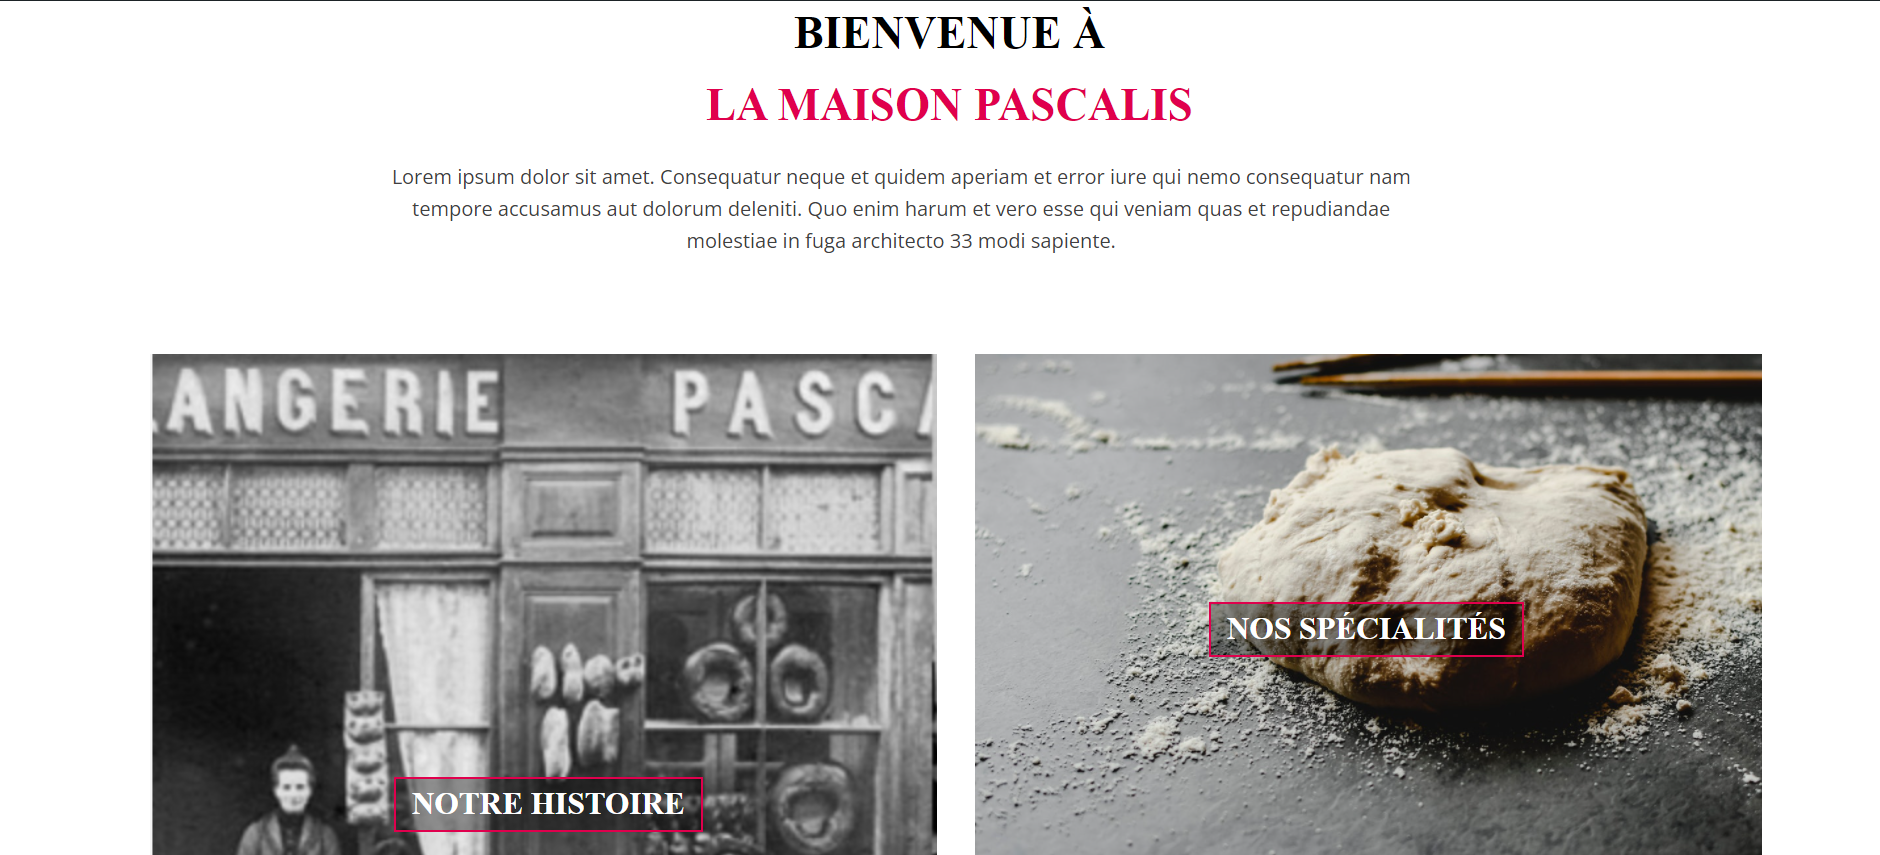 BIENVENUE À
LA MAISON PASCALIS
Lorem ipsum dolor sit amet. Consequatur neque et quidem aperiam et error iure qui nemo consequatur nam
tempore accusamus aut dolorum deleniti. Quo enim harum et vero esse qui veniam quas et repudiandae
molestiae in fuga architecto 33 modi sapiente.
ANGERIE PASCA
NOTRE HISTOIRE
NOS SPÉCIALITÉS